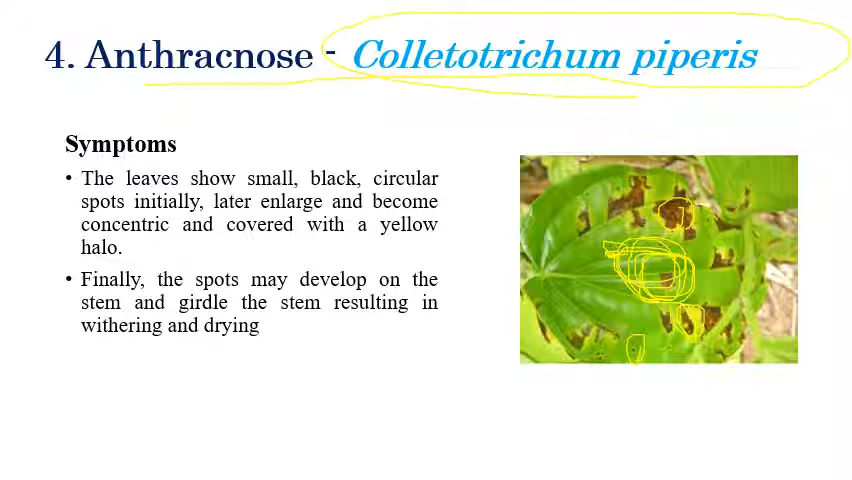 4. Anthracnose - Colletotrichum piperis
Symptoms
• The leaves show small, black, circular
spots initially, later enlarge and become
concentric and covered with a yellow
halo.
• Finally, the spots may develop on the
stem and girdle the stem resulting in
withering and drying